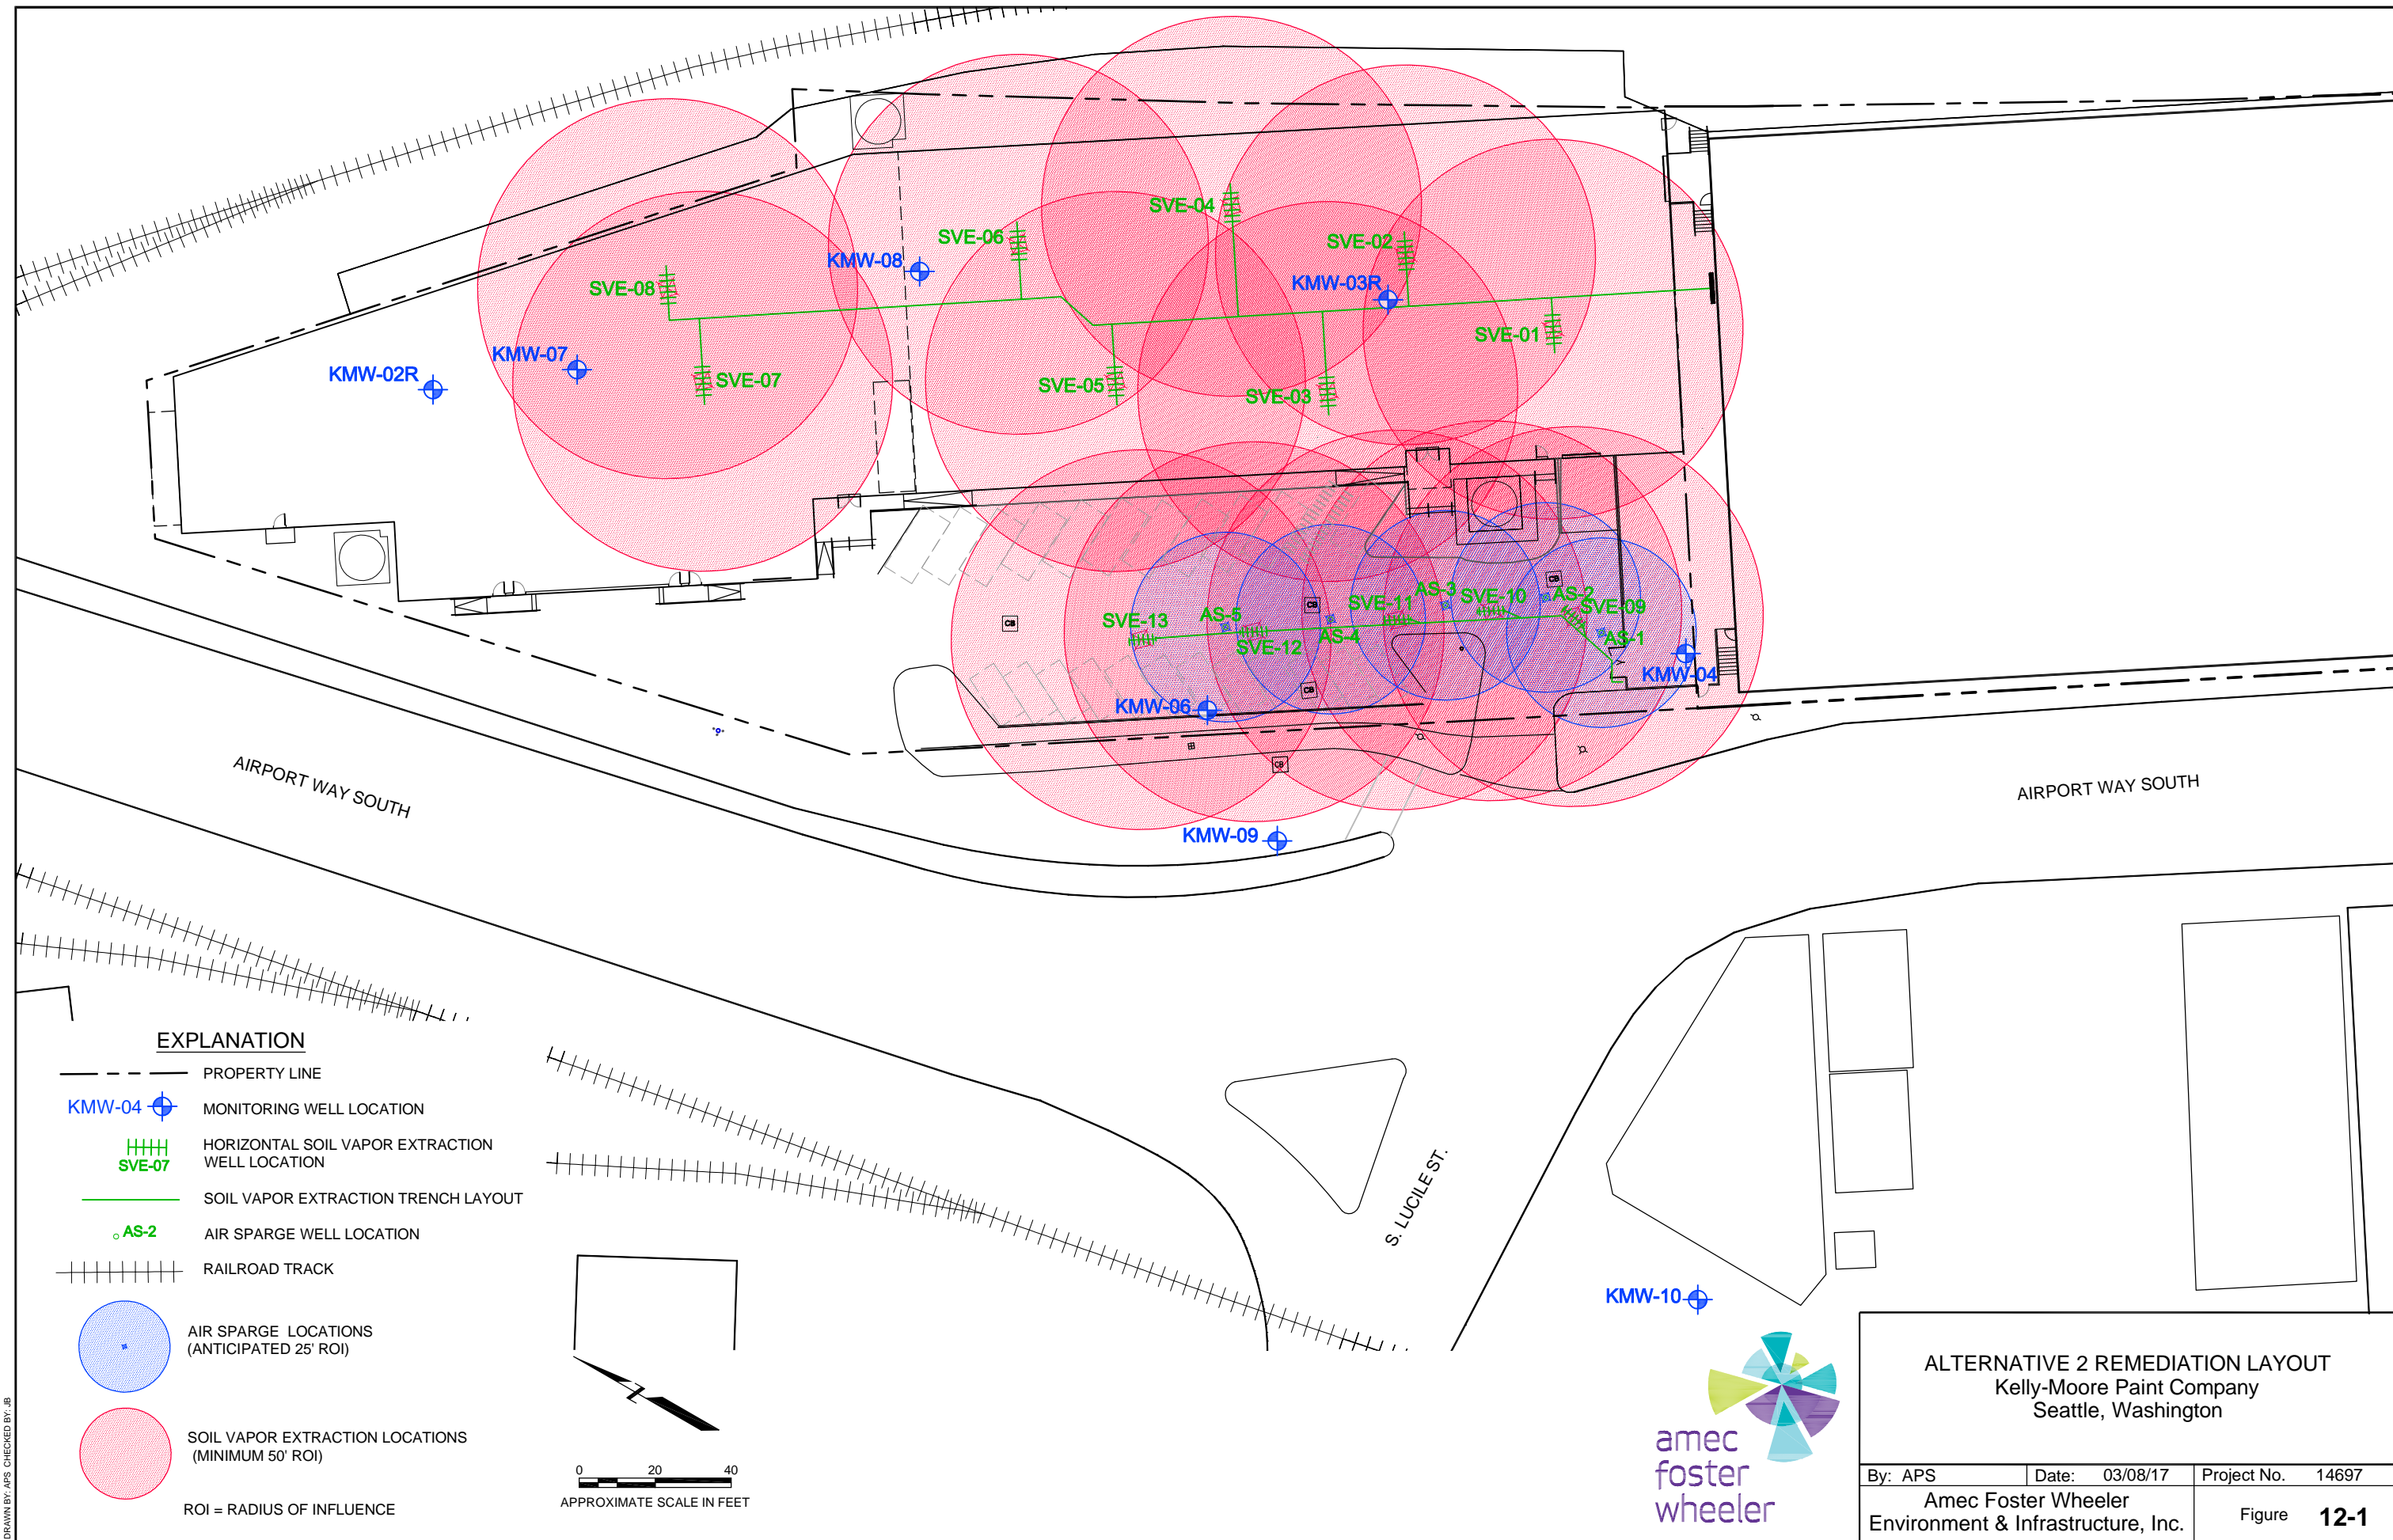 SVE-04
SVE-06
SVE-02
KMW-08
KMW-03R
SVE-08
SVE-01
KMW-07
KMW-02R
SVE-07
SVE-05
SVE-03
CB
AS-3
SVE-10
AS-2
SVE-11
SVE-09
CB
CB
SVE-13
AS-5
AS-4
AS-1
SVE-12
KMW-04
CB
KMW-06
CB
AIRPORT WAY SOUTH
AIRPORT WAY SOUTH
KMW-09
S. LUCILE ST.
KMW-10
EXPLANATION
PROPERTY LINE
KMW-04
MONITORING WELL LOCATION
HORIZONTAL SOIL VAPOR EXTRACTION
WELL LOCATION
SVE-07
SOIL VAPOR EXTRACTION TRENCH LAYOUT
AS-2
AIR SPARGE WELL LOCATION
RAILROAD TRACK
AIR SPARGE LOCATIONS
(ANTICIPATED 25' ROI)
SOIL VAPOR EXTRACTION LOCATIONS
(MINIMUM 50' ROI)
ROI = RADIUS OF INFLUENCE
0 20 40
APPROXIMATE SCALE IN FEET
amec
foster
wheeler
ALTERNATIVE 2 REMEDIATION LAYOUT
Kelly-Moore Paint Company
Seattle, Washington
By: APS Date: 03/08/17 Project No. 14697
Amec Foster Wheeler
Environment & Infrastructure, Inc.
Figure 12-1
DRAWN BY: APS CHECKED BY: JB